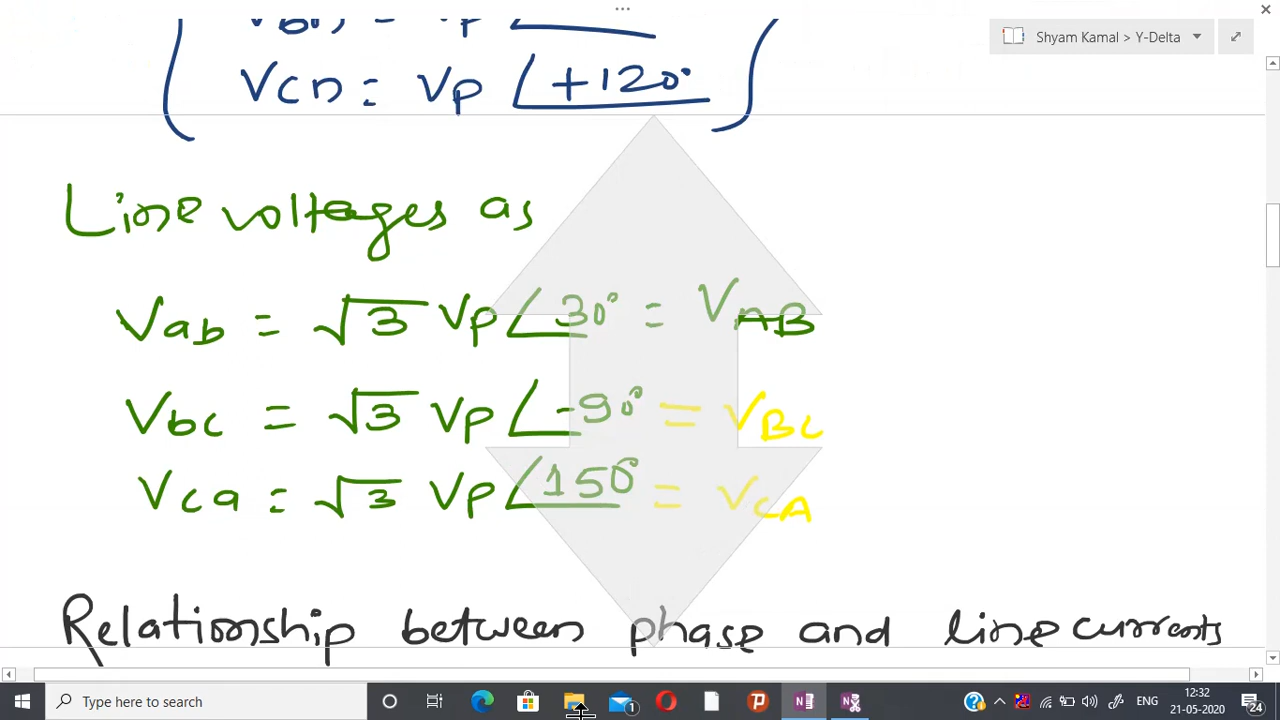 Shyam Kamal > Y-Delta
Vcn = Vp ∠+120°
Line voltages as
Vab = √3 Vp ∠30° = VAB
Vbc = √3 Vp ∠-90° = VBC
Vca = √3 Vp ∠150° = VCA
Relationship between phase and line currents
Type here to search
1
ENG
12:32
21-05-2020
24